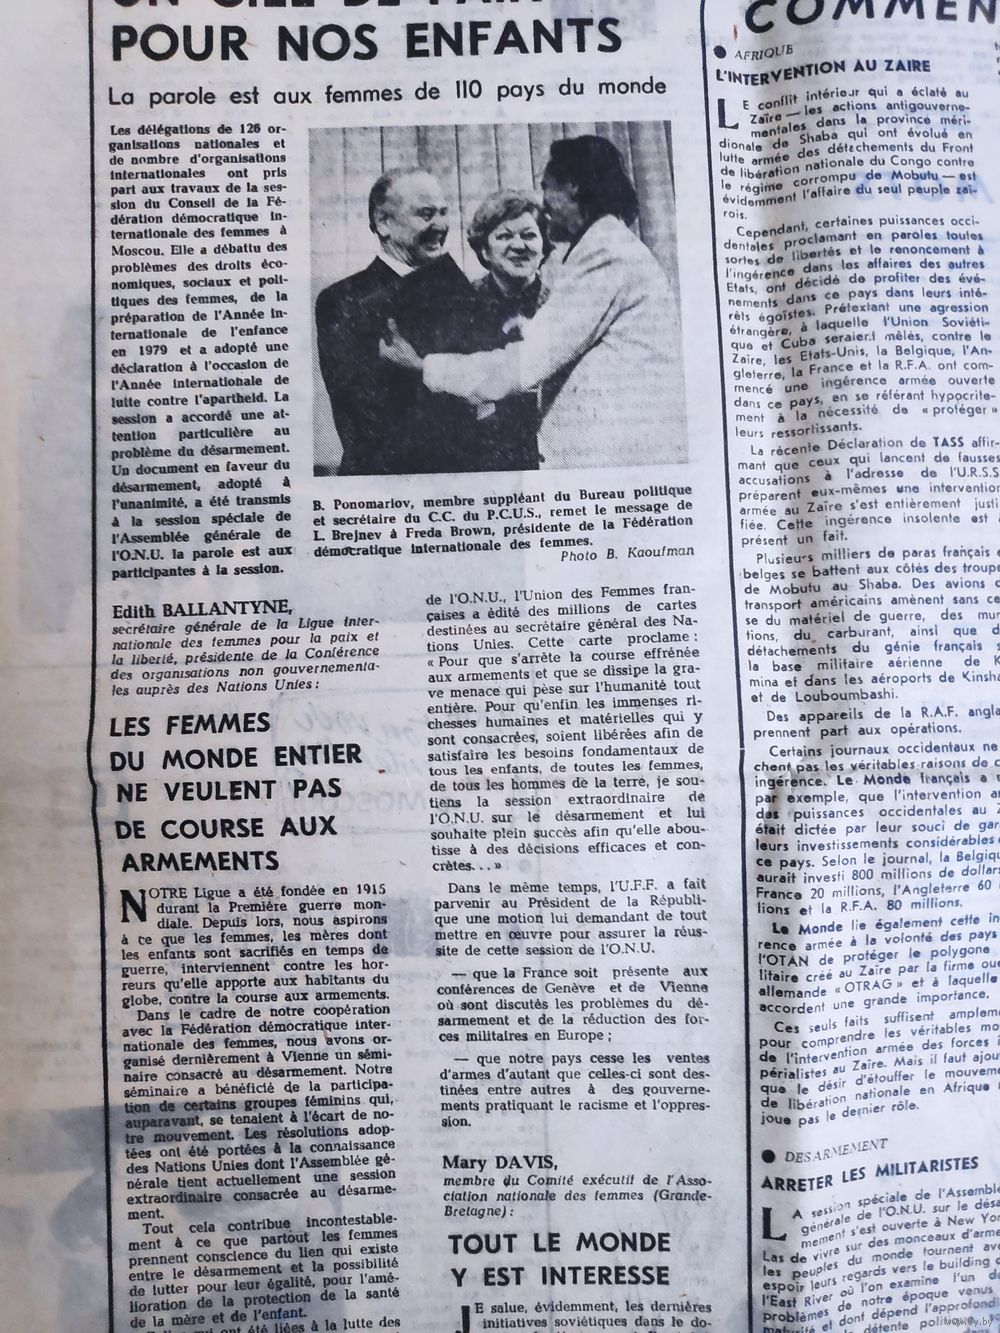 POUR NOS ENFANTS
La parole est aux femmes de 110 pays du monde
Les délégations de 126 or-
ganisations nationales et
de nombre d'organisations
internationales ont pris
part aux travaux de la ses-
sion du Conseil de la Fé-
dération démocratique in-
ternationale des femmes à
Moscou. Elle a débattu des
problèmes des droits éco-
nomiques, sociaux et poli-
tiques des femmes, de la
préparation de l'Année in-
ternationale de l'enfance
en 1979 et a adopté une
déclaration à l'occasion de
l'Année internationale de
lutte contre l'apartheid. La
session a accordé une at-
tention particulière au
problème du désarmement.
Un document en faveur du
désarmement, adopté à
l'unanimité, a été transmis
à la session spéciale de
l'Assemblée générale de
l'O.N.U. la parole est aux
participantes à la session.
B. Ponomariov, membre suppléant du Bureau politique
et secrétaire du C.C. du P.C.U.S., remet le message de
L. Brejnev à Freda Brown, présidente de la Fédération
démocratique internationale des femmes.
Photo B. Kaoufman
Edith BALLANTYNE,
secrétaire générale de la Ligue inter-
nationale des femmes pour la paix et
la liberté, présidente de la Conférence
des organisations non gouvernementa-
les auprès des Nations Unies :
LES FEMMES
DU MONDE ENTIER
NE VEULENT PAS
DE COURSE AUX
ARMEMENTS
NOTRE Ligue a été fondée en 1915
durant la Première guerre mon-
diale. Depuis lors, nous aspirons
à ce que les femmes, les mères dont
les enfants sont sacrifiés en temps de
guerre, interviennent contre les hor-
reurs qu'elle apporte aux habitants du
globe, contre la course aux armements.
Dans le cadre de notre coopération
avec la Fédération démocratique inter-
nationale des femmes, nous avons or-
ganisé dernièrement à Vienne un sémi-
naire consacré au désarmement. Notre
séminaire a bénéficié de la participa-
tion de certains groupes féminins qui,
auparavant, se tenaient à l'écart de no-
tre mouvement. Les résolutions adop-
tées ont été portées à la connaissance
des Nations Unies dont l'Assemblée gé-
nérale tient actuellement une session
extraordinaire consacrée au désarme-
ment.
Tout cela contribue incontestable-
ment à ce que partout les femmes
prennent conscience du lien qui existe
entre le désarmement et la possibilité
de lutter pour leur égalité, pour l'amé-
lioration de la protection de la santé
de la mère et de l'enfant.
été liées à la lutte des
de l'O.N.U., l'Union des Femmes fran-
çaises a édité des millions de cartes
destinées au secrétaire général des Na-
tions Unies. Cette carte proclame :
« Pour que s'arrête la course effrénée
aux armements et que se dissipe la gra-
ve menace qui pèse sur l'humanité tout
entière. Pour qu'enfin les immenses ri-
chesses humaines et matérielles qui y
sont consacrées, soient libérées afin de
satisfaire les besoins fondamentaux de
tous les enfants, de toutes les femmes,
de tous les hommes de la terre, je sou-
tiens la session extraordinaire de
l'O.N.U. sur le désarmement et lui
souhaite plein succès afin qu'elle abou-
tisse à des décisions efficaces et con-
crètes. . . »
Dans le même temps, l'U.F.F. a fait
parvenir au Président de la Républi-
que une motion lui demandant de tout
mettre en œuvre pour assurer la réus-
site de cette session de l'O.N.U.
— que la France soit présente aux
conférences de Genève et de Vienne
où sont discutés les problèmes du dé-
sarmement et de la réduction des for-
ces militaires en Europe ;
— que notre pays cesse les ventes
d'armes d'autant que celles-ci sont des-
tinées entre autres à des gouverne-
ments pratiquant le racisme et l'oppres-
sion.
Mary DAVIS,
membre du Comité exécutif de l'Asso-
ciation nationale des femmes (Grande-
Bretagne) :
TOUT LE MONDE
Y EST INTERESSE
JE salue, évidemment, les dernières
initiatives soviétiques dans le do-
COMMEN
● AFRIQUE
L'INTERVENTION AU ZAIRE
LE conflit intérieur qui a éclaté au
Zaïre — les actions antigouverne-
mentales dans la province méri-
dionale de Shaba qui ont évolué en
lutte armée des détachements du Front
de libération nationale du Congo contre
le régime corrompu de Mobutu — est
évidemment l'affaire du seul peuple zaï-
rois.
Cependant, certaines puissances occi-
dentales proclamant en paroles toutes
sortes de libertés et le renoncement à
l'ingérence dans les affaires des autres
Etats, ont décidé de profiter des évé-
nements dans ce pays dans leurs inté-
rêts égoïstes. Prétextant une agression
étrangère, à laquelle l'Union Soviéti-
que et Cuba seraient mêlés, contre le
Zaïre, les Etats-Unis, la Belgique, l'An-
gleterre, la France et la R.F.A. ont com-
mencé une ingérence armée ouverte
dans ce pays, en se référant hypocrite-
ment à la nécessité de « protéger »
leurs ressortissants.
La récente Déclaration de TASS affir-
mant que ceux qui lancent de fausses
accusations à l'adresse de l'U.R.S.S
préparent eux-mêmes une intervention
armée au Zaïre s'est entièrement justi
fiée. Cette ingérence insolente est
présent un fait.
Plusieurs milliers de paras français e
belges se battent aux côtés des troupe
de Mobutu au Shaba. Des avions d
transport américains amènent sans ce
se du matériel de guerre, des mun
tions, du carburant, ainsi que d
détachements du génie français s
la base militaire aérienne de K
mina et dans les aéroports de Kinsha
et de Louboumbashi.
Des appareils de la R.A.F. angla
prennent part aux opérations.
Certains journaux occidentaux ne
chent pas les véritables raisons de c
ingérence. Le Monde français a
par exemple, que l'intervention a
des puissances occidentales au Z
était dictée par leur souci de gar
leurs investissements considérables
ce pays. Selon le journal, la Belgiq
aurait investi 800 millions de dollar
France 20 millions, l'Angleterre 60
lions et la R.F.A. 80 millions.
Le Monde lie également cette in
rence armée à la volonté des pays
l'OTAN de protéger le polygone
litaire créé au Zaïre par la firme oue
allemande « OTRAG » et à laquelle
accordent une grande importance.
Ces seuls faits suffisent ampleme
pour comprendre les véritables mo
de l'intervention armée des forces i
périalistes au Zaïre. Mais il faut ajou
que le désir d'étouffer le mouveme
de libération nationale en Afrique
joue pas le dernier rôle.
● DESARMEMENT
ARRETER LES MILITARISTES
LA session spéciale de l'Assemblé
générale de l'O.N.U. sur le désa
mement s'est ouverte à New Yor
Las de vivre sur des monceaux d'arme
les peuples du monde tournent ave
espoir leurs regards vers le building d
l'East River où l'on examine l'un d
problèmes de notre époque venus
maturité et dont dépend l'approfond